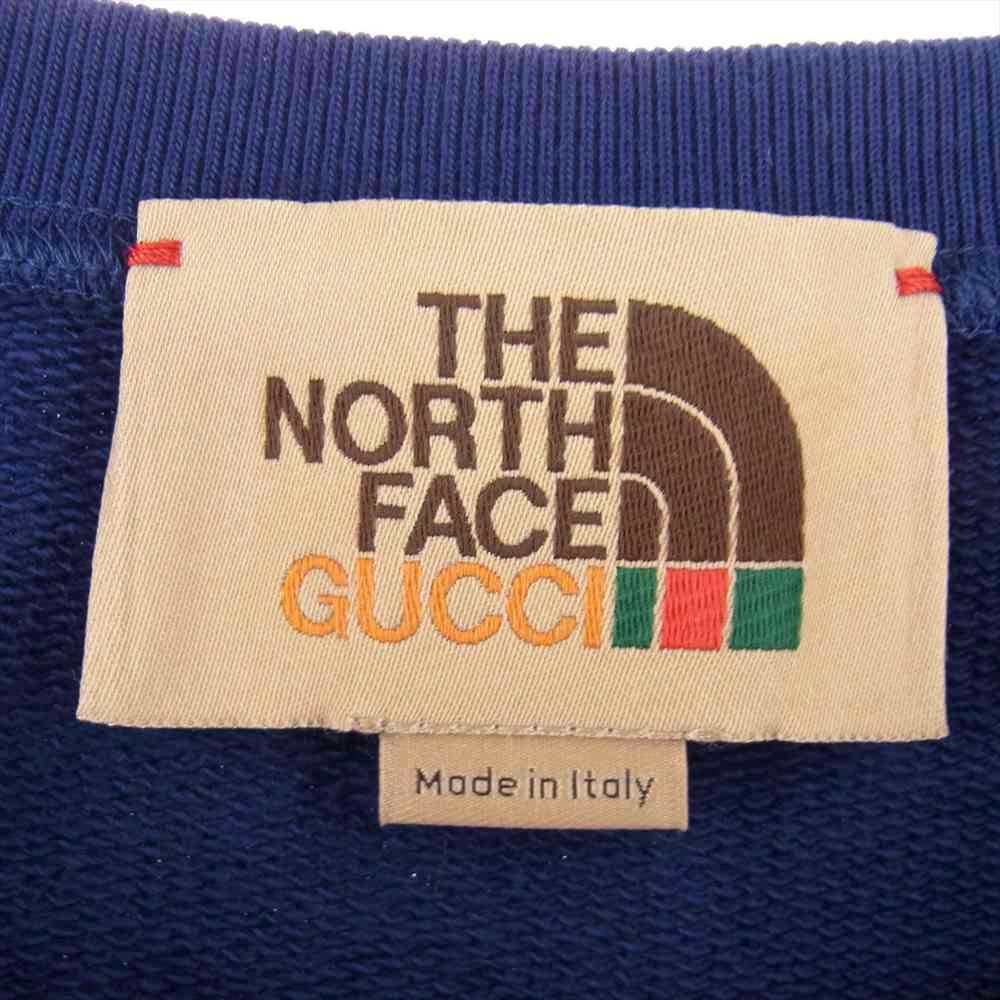 THE
NORTH
FACE
GUCCI
Made in Italy